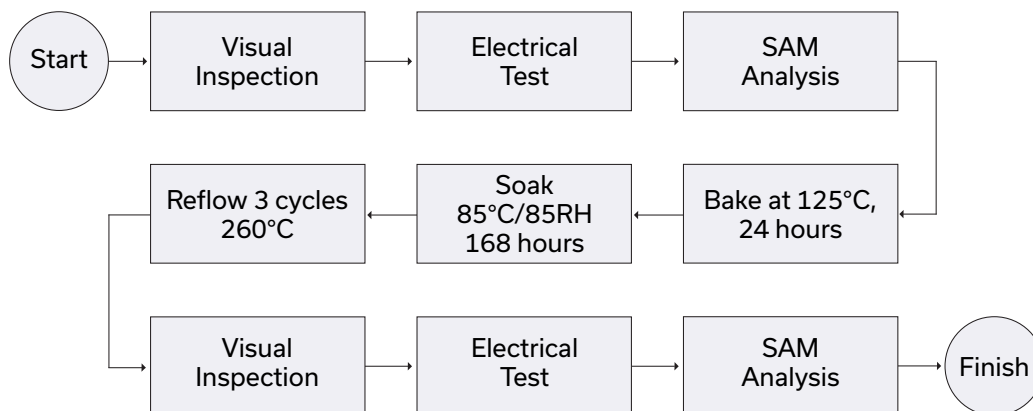 Start
Visual
Inspection
Electrical
Test
SAM
Analysis
Bake at 125°C,
24 hours
Soak
85°C/85RH
168 hours
Reflow 3 cycles
260°C
Visual
Inspection
Electrical
Test
SAM
Analysis
Finish